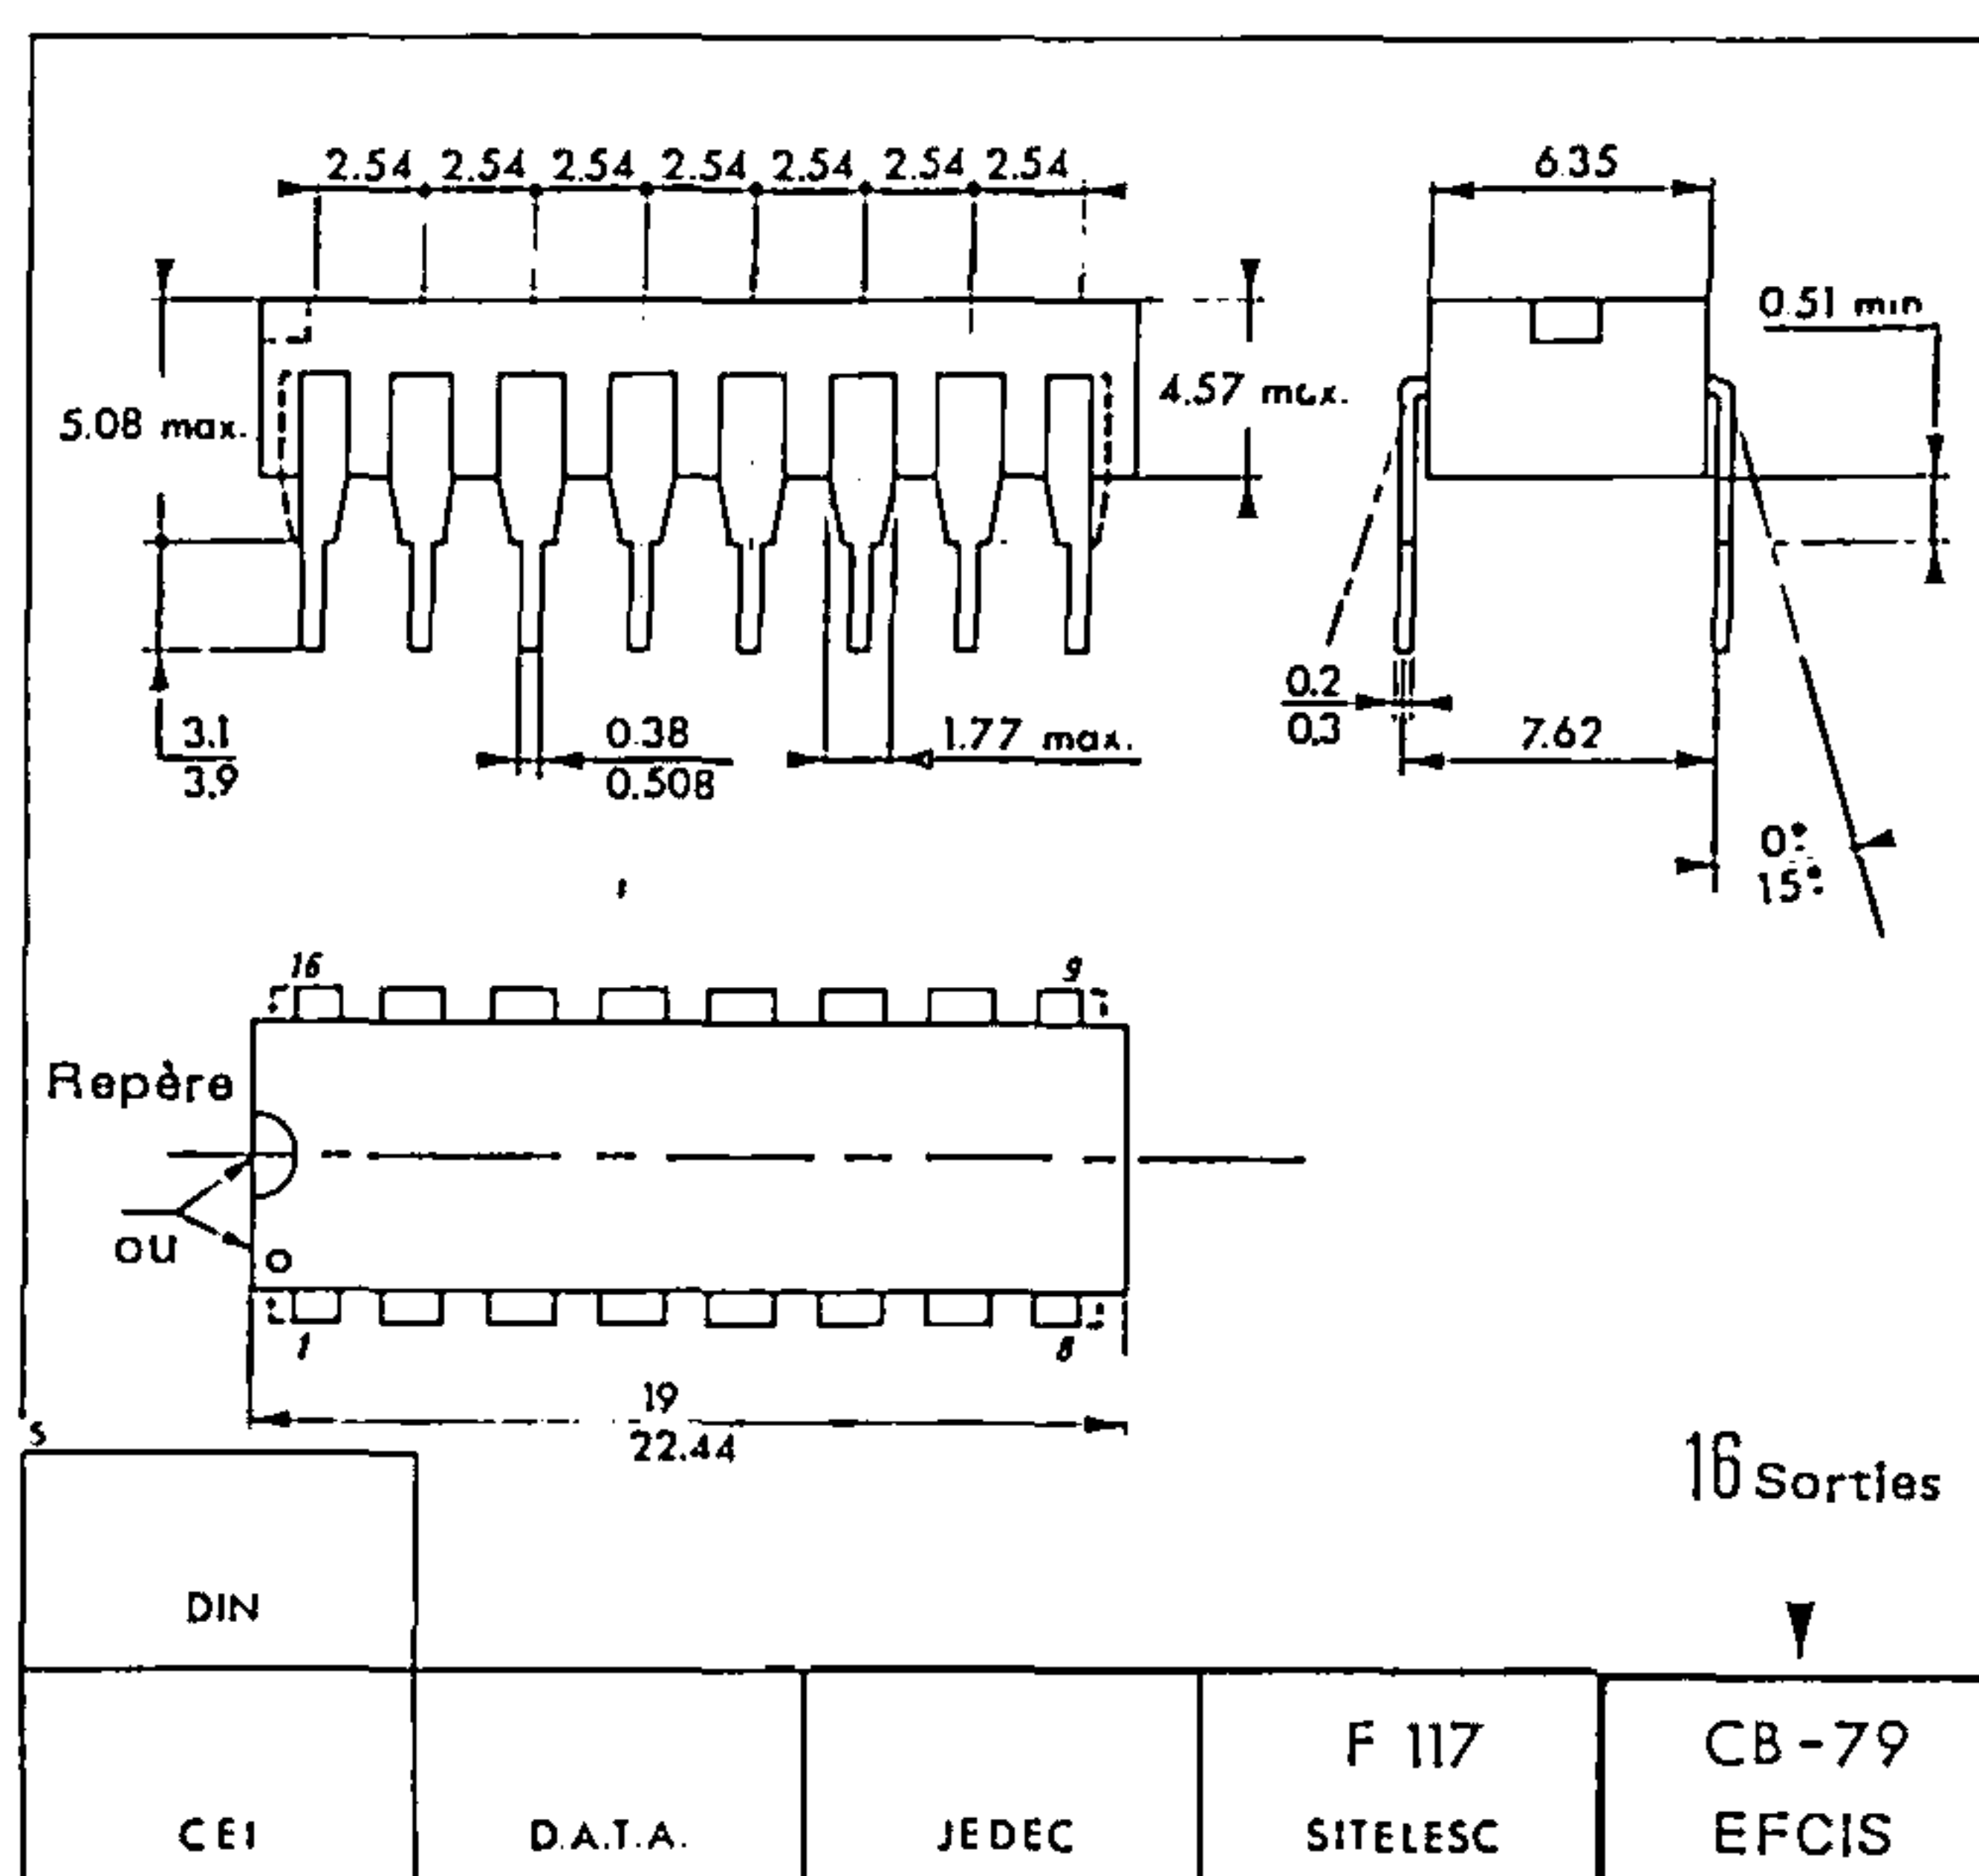 2.54 2.54 2.54 2.54 2.54 2.54 2.54
6.35
0.51 min
4.57 max.
5.08 max.
0.2
0.3
3.1
3.9
0.38
0.508
1.77 max.
7.62
0°
15°
16 9
Repère
ou
1 8
19
22.44
s
16 Sorties
DIN
F 117 CB-79
CEI D.A.T.A. JEDEC SITELESC EFCIS